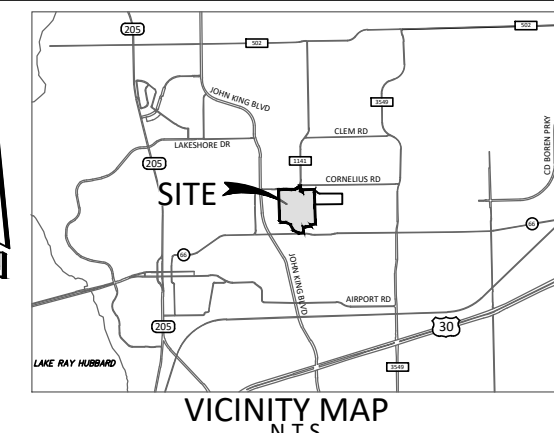 205
502
502
JOHN KING BLVD
3549
CLEM RD
LAKESHORE DR
CD BOREN PRKY
205
1141
CORNELIUS RD
SITE
66
66
JOHN KING BLVD
AIRPORT RD
205
30
LAKE RAY HUBBARD
3549
VICINITY MAP
N.T.S.